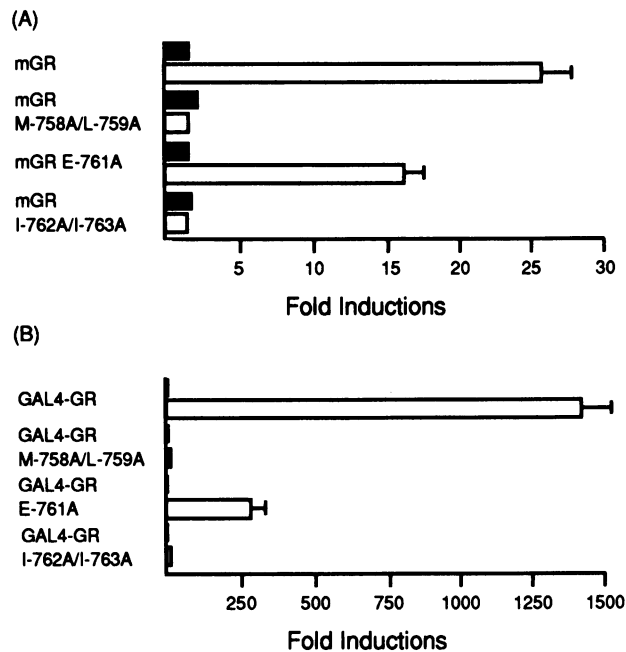 (A)
mGR
mGR
M-758A/L-759A
mGR E-761A
mGR
I-762A/I-763A
5 10 15 20 25 30
Fold Inductions
(B)
GAL4-GR
GAL4-GR
M-758A/L-759A
GAL4-GR
E-761A
GAL4-GR
I-762A/I-763A
250 500 750 1000 1250 1500
Fold Inductions